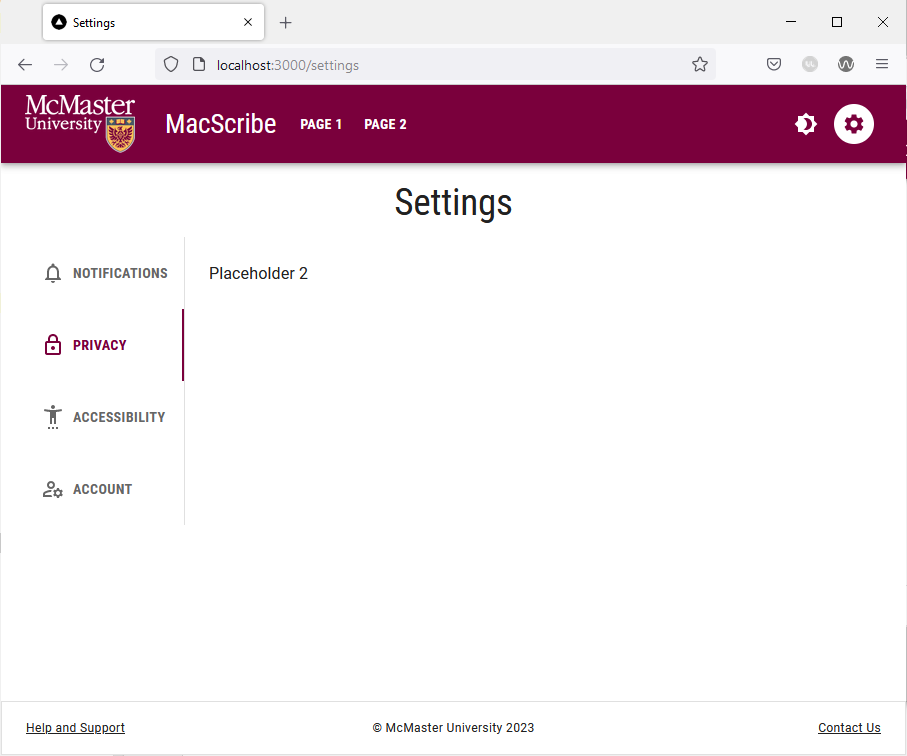 Settings
localhost:3000/settings
McMaster
University
MacScribe
PAGE 1
PAGE 2
Settings
NOTIFICATIONS
Placeholder 2
PRIVACY
ACCESSIBILITY
ACCOUNT
Help and Support
© McMaster University 2023
Contact Us